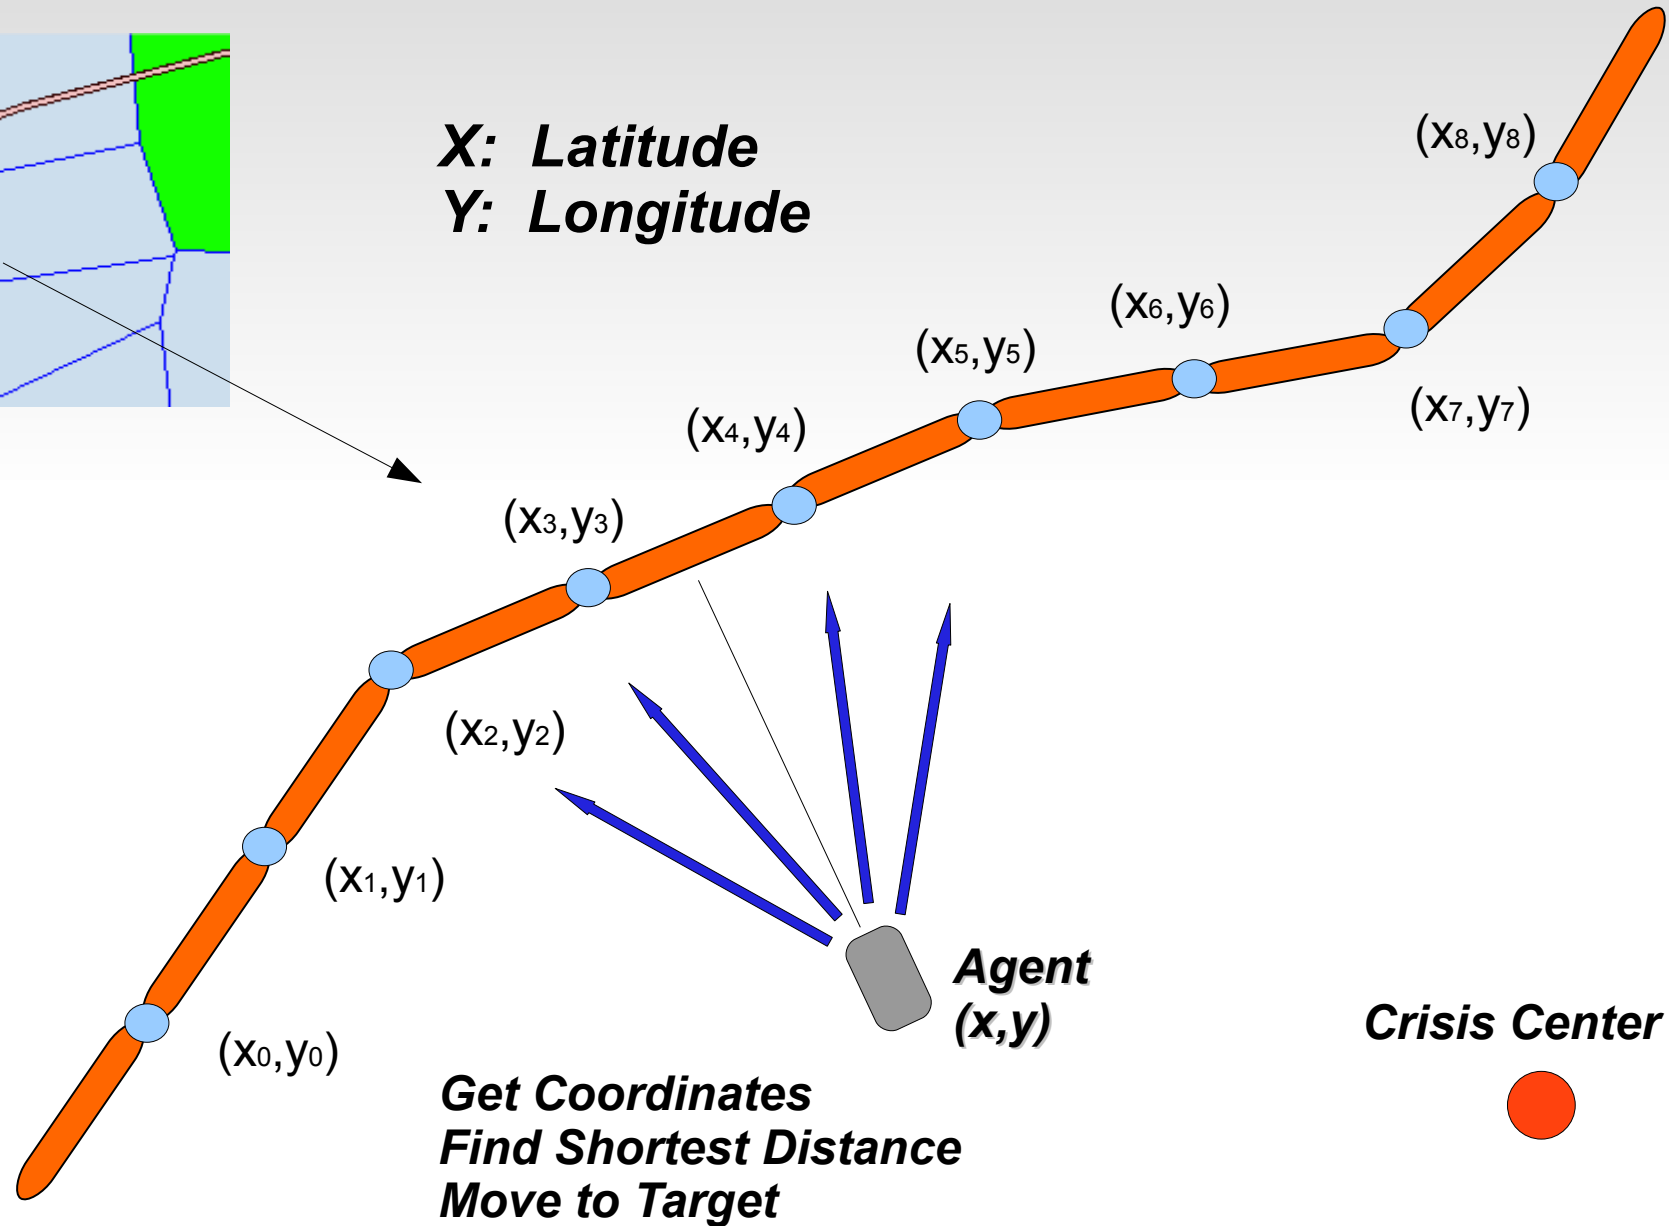 X: Latitude
Y: Longitude
(x8,y8)
(x6,y6)
(x5,y5)
(x7,y7)
(x4,y4)
(x3,y3)
(x2,y2)
(x1,y1)
Agent
(x,y)
Crisis Center
(x0,y0)
Get Coordinates
Find Shortest Distance
Move to Target